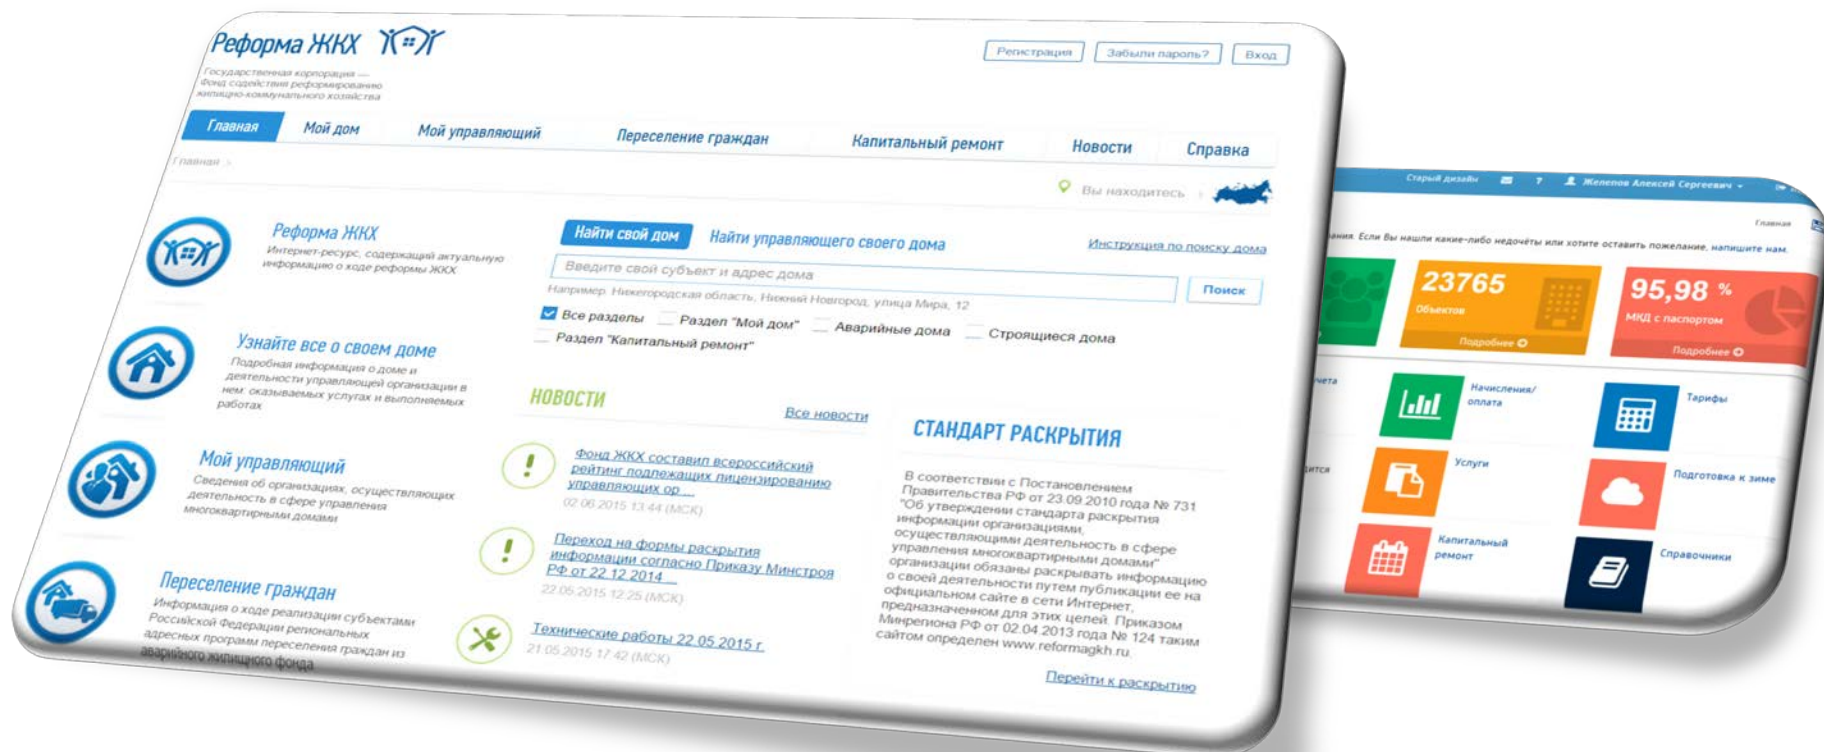 Реформа ЖКХ
Государственная корпорация —
Фонд содействия реформированию
жилищно-коммунального хозяйства
Регистрация
Забыли пароль?
Вход
Главная
Мой дом
Мой управляющий
Переселение граждан
Капитальный ремонт
Новости
Справка
Главная >
Вы находитесь
Реформа ЖКХ
Интернет-ресурс, содержащий актуальную
информацию о ходе реформы ЖКХ
Узнайте все о своем доме
Подробная информация о доме и
деятельности управляющей организации в
нем: оказываемых услугах и выполняемых
работах
Мой управляющий
Сведения об организациях, осуществляющих
деятельность в сфере управления
многоквартирными домами
Переселение граждан
Информация о ходе реализации субъектами
Российской Федерации региональных
адресных программ переселения граждан из
аварийного жилищного фонда
Найти свой дом
Найти управляющего своего дома
Инструкция по поиску дома
Введите свой субъект и адрес дома
Поиск
Например: Нижегородская область, Нижний Новгород, улица Мира, 12
Все разделы
Раздел "Мой дом"
Аварийные дома
Строящиеся дома
Раздел "Капитальный ремонт"
НОВОСТИ
Все новости
Фонд ЖКХ составил всероссийский
рейтинг подлежащих лицензированию
управляющих ор ...
02.06.2015 13:44 (МСК)
Переход на формы раскрытия
информации согласно Приказу Минстроя
РФ от 22.12.2014 ...
22.05.2015 12:25 (МСК)
Технические работы 22.05.2015 г.
21.05.2015 17:42 (МСК)
СТАНДАРТ РАСКРЫТИЯ
В соответствии с Постановлением
Правительства РФ от 23.09.2010 года № 731
"Об утверждении стандарта раскрытия
информации организациями,
осуществляющими деятельность в сфере
управления многоквартирными домами"
организации обязаны раскрывать информацию
о своей деятельности путем публикации ее на
официальном сайте в сети Интернет,
предназначенном для этих целей. Приказом
Минрегиона РФ от 02.04.2013 года № 124 таким
сайтом определен www.reformagkh.ru.
Перейти к раскрытию
Старый дизайн
?
Желепов Алексей Сергеевич
Главная
Если Вы нашли какие-либо недочёты или хотите оставить пожелание, напишите нам.
23765
Объектов
Подробнее
95,98 %
МКД с паспортом
Подробнее
Начисления/
оплата
Тарифы
Услуги
Подготовка к зиме
Капитальный
ремонт
Справочники